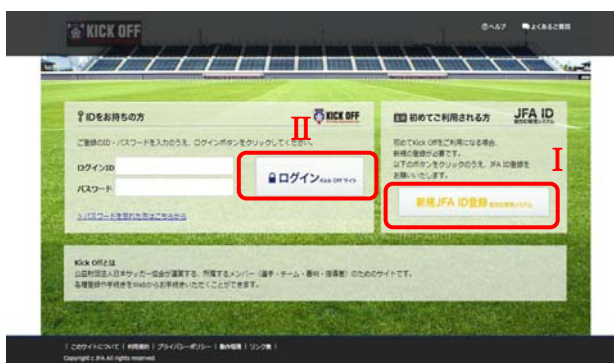 KICK OFF
ヘルプ
よくあるご質問
IDをお持ちの方
KICK OFF
ご登録のID・パスワードを入力のうえ、ログインボタンをクリックしてください。
II
ログインID
パスワード
ログイン Kick Off サイト
>パスワードを忘れた方はこちらから
初めてご利用される方
JFA ID
初めてKick Offをご利用になる場合、
新規の登録が必要です。
以下のボタンをクリックのうえ、JFA ID登録を
お願いいたします。
I
新規JFA ID登録
Kick Offとは
公益財団法人日本サッカー協会が運営する、所属するメンバー(選手・チーム・審判・指導者)のためのサイトです。
各種登録や手続きをWebからお手続きいただくことができます。
| このサイトについて | 利用規約 | プライバシーポリシー | 動作環境 | リンク集 |
Copyright c JFA All rights reserved.